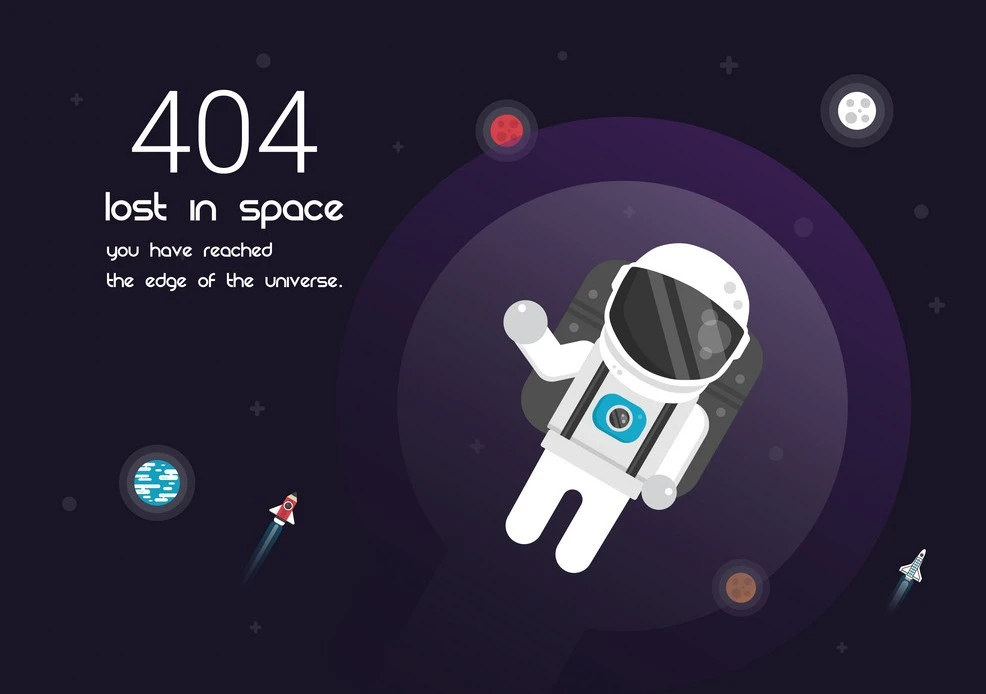 404
lost in space
you have reached
the edge of the universe.